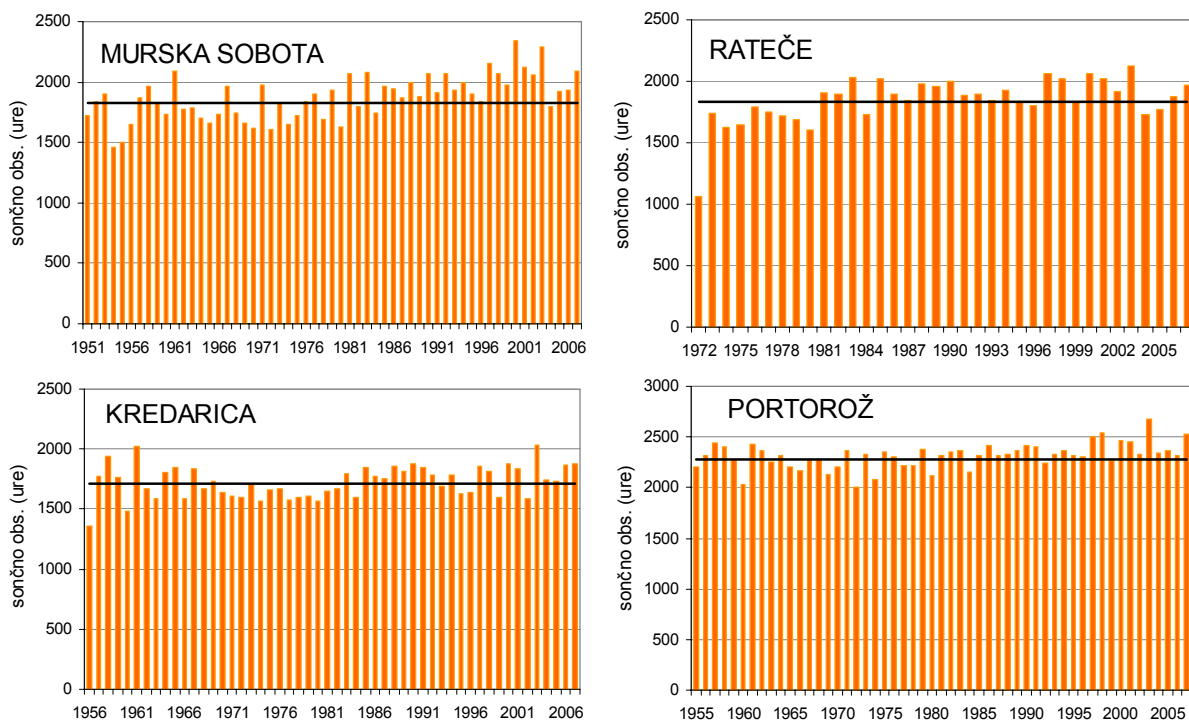 MURSKA SOBOTA
sončno obs. (ure)
2500
2000
1500
1000
500
0
1951 1956 1961 1966 1971 1976 1981 1986 1991 1996 2001 2006
RATEČE
sončno obs. (ure)
2500
2000
1500
1000
500
0
1972 1975 1978 1981 1984 1987 1990 1993 1996 1999 2002 2005
KREDARICA
sončno obs. (ure)
2500
2000
1500
1000
500
0
1956 1961 1966 1971 1976 1981 1986 1991 1996 2001 2006
PORTOROŽ
sončno obs. (ure)
3000
2500
2000
1500
1000
500
0
1955 1960 1965 1970 1975 1980 1985 1990 1995 2000 2005